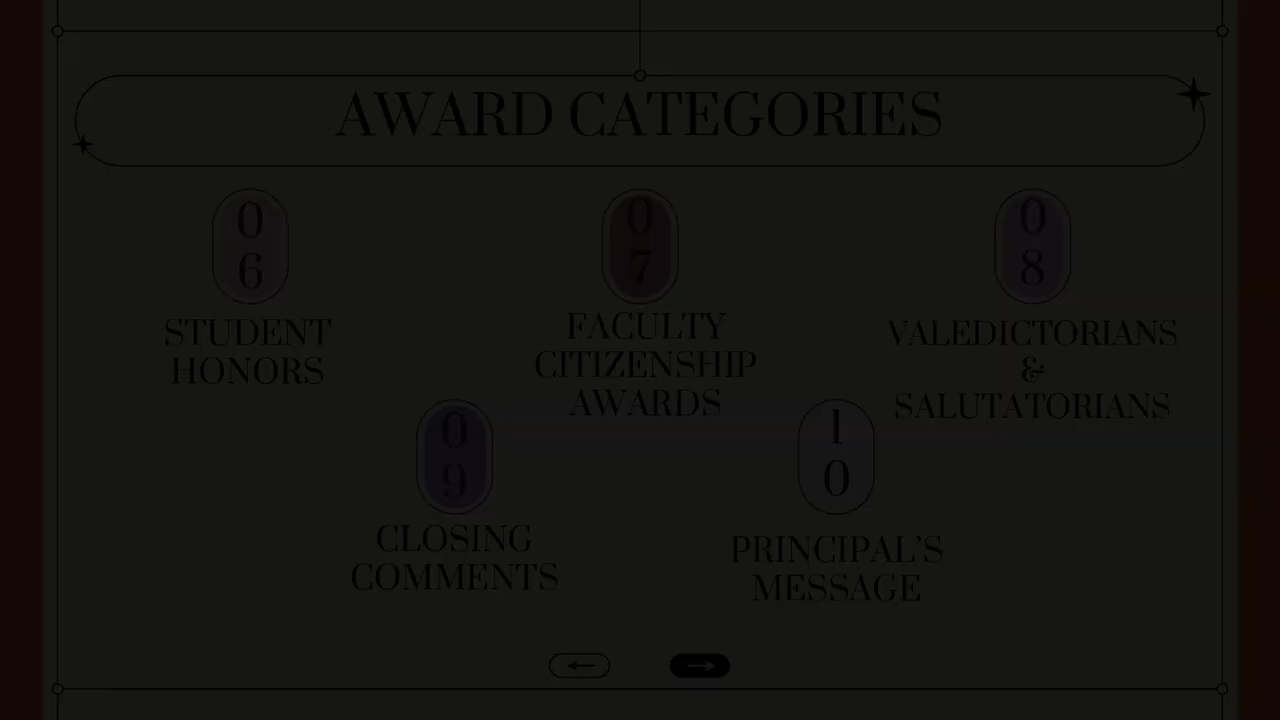 AWARD CATEGORIES
0
6
STUDENT
HONORS
0
7
FACULTY
CITIZENSHIP
AWARDS
0
8
VALEDICTORIANS
&
SALUTATORIANS
0
9
CLOSING
COMMENTS
1
0
PRINCIPAL'S
MESSAGE